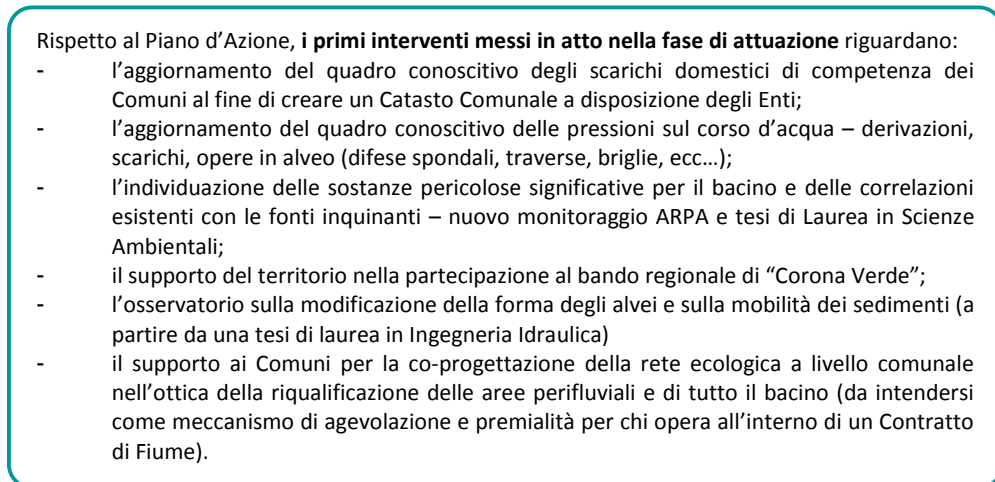 Rispetto al Piano d’Azione, i primi interventi messi in atto nella fase di attuazione riguardano:
- l’aggiornamento del quadro conoscitivo degli scarichi domestici di competenza dei
Comuni al fine di creare un Catasto Comunale a disposizione degli Enti;
- l’aggiornamento del quadro conoscitivo delle pressioni sul corso d’acqua – derivazioni,
scarichi, opere in alveo (difese spondali, traverse, briglie, ecc…);
- l’individuazione delle sostanze pericolose significative per il bacino e delle correlazioni
esistenti con le fonti inquinanti – nuovo monitoraggio ARPA e tesi di Laurea in Scienze
Ambientali;
- il supporto del territorio nella partecipazione al bando regionale di “Corona Verde”;
- l’osservatorio sulla modificazione della forma degli alvei e sulla mobilità dei sedimenti (a
partire da una tesi di laurea in Ingegneria Idraulica)
- il supporto ai Comuni per la co-progettazione della rete ecologica a livello comunale
nell’ottica della riqualificazione delle aree perifluviali e di tutto il bacino (da intendersi
come meccanismo di agevolazione e premialità per chi opera all’interno di un Contratto
di Fiume).